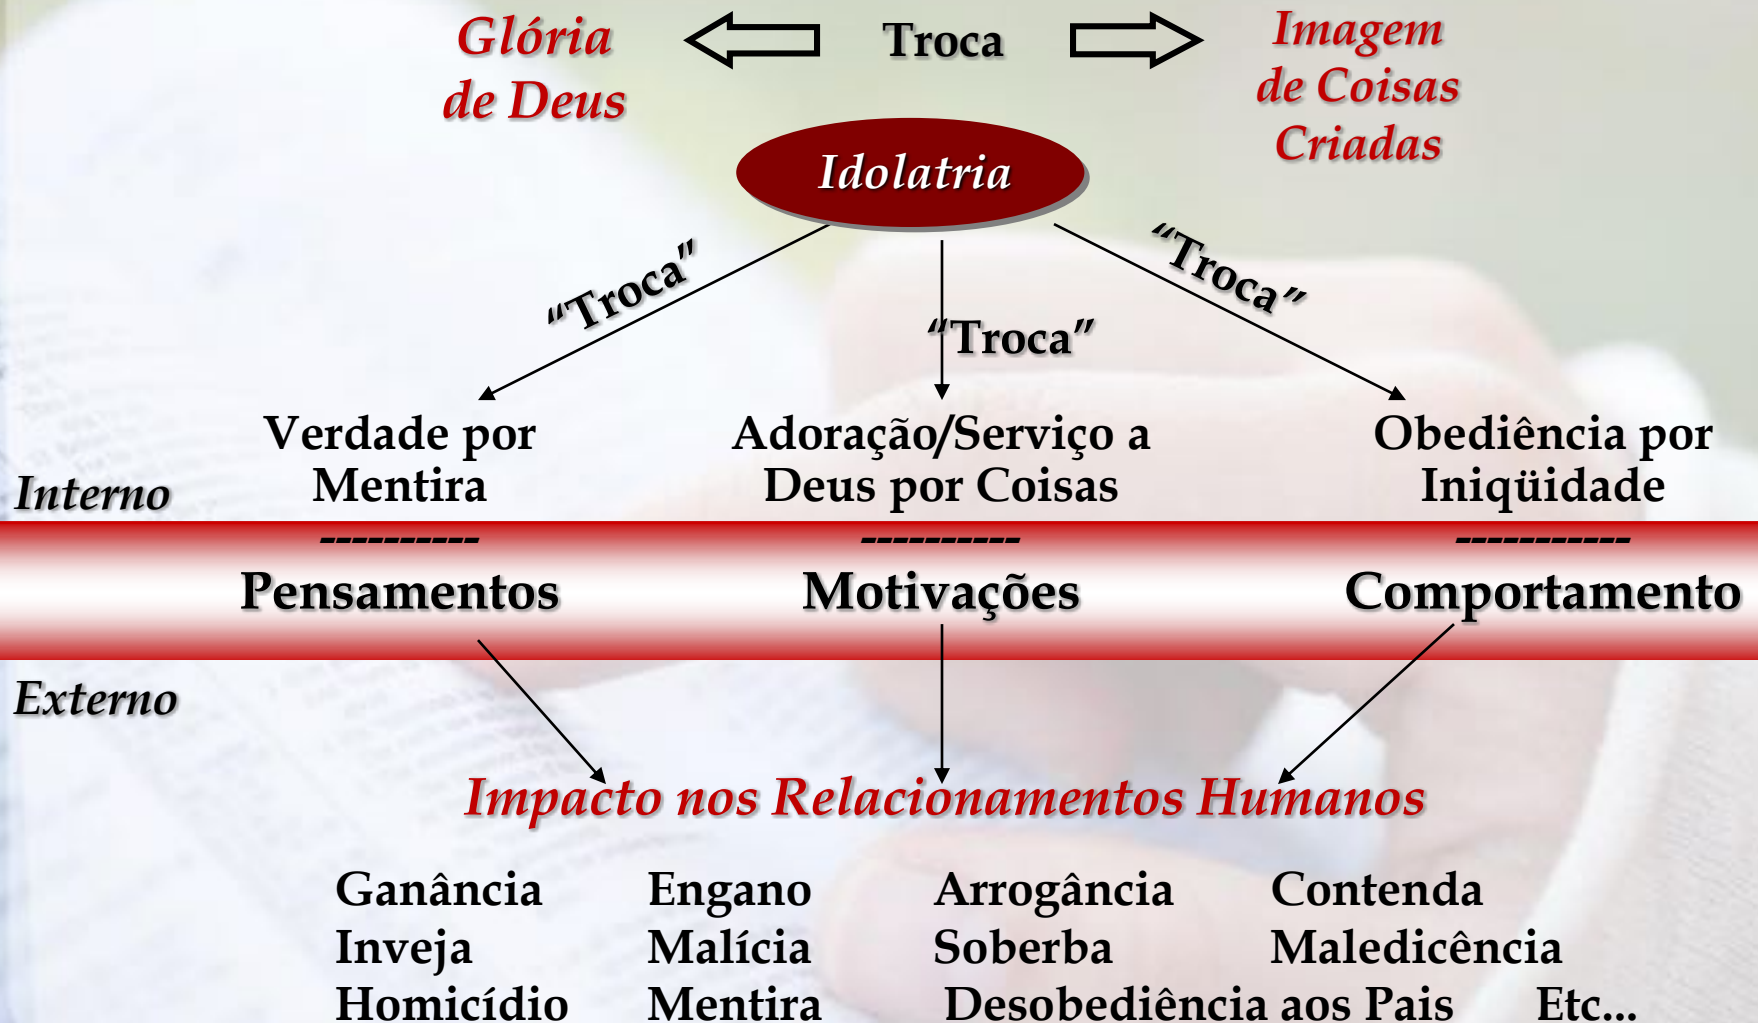 Glória
de Deus
Troca
Imagem
de Coisas
Criadas
Idolatria
“Troca”
“Troca”
“Troca”
Verdade por
Mentira
Adoração/Serviço a
Deus por Coisas
Obediência por
Iniqüidade
Interno
----------
----------
-----------
Pensamentos
Motivações
Comportamento
Externo
Impacto nos Relacionamentos Humanos
Ganância Engano Arrogância Contenda
Inveja Malícia Soberba Maledicência
Homicídio Mentira Desobediência aos Pais Etc...